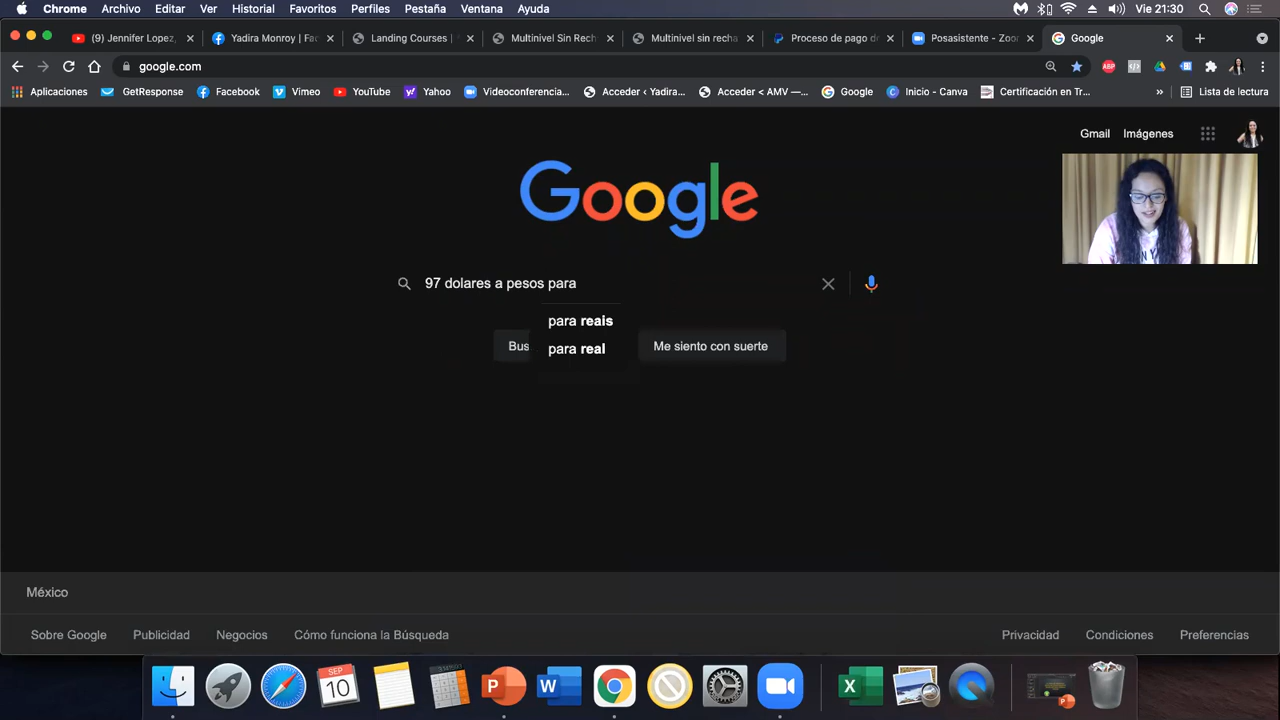 Chrome Archivo Editar Ver Historial Favoritos Perfiles Pestaña Ventana Ayuda Vie 21:30
(9) Jennifer Lopez, Yadira Monroy | Fac Landing Courses | Multinivel Sin Rech Multinivel sin recha Proceso de pago de Posasistente - Zoo Google
google.com
Aplicaciones GetResponse Facebook Vimeo YouTube Yahoo Videoconferencia... Acceder ‹ Yadira... Acceder < AMV —... Google Inicio - Canva Certificación en Tr... » Lista de lectura
Gmail Imágenes
Google
97 dolares a pesos para
para reais
Bus Me siento con suerte
para real
México
Sobre Google Publicidad Negocios Cómo funciona la Búsqueda Privacidad Condiciones Preferencias
SEP
10